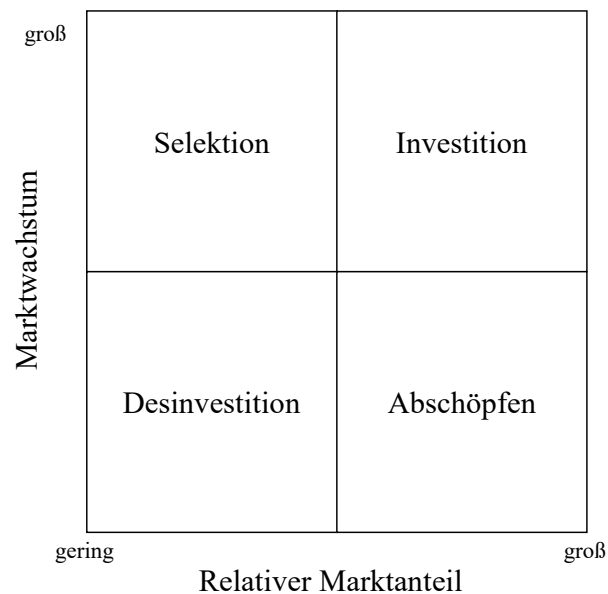 groß
Selektion
Investition
Marktwachstum
Desinvestition
Abschöpfen
gering
groß
Relativer Marktanteil